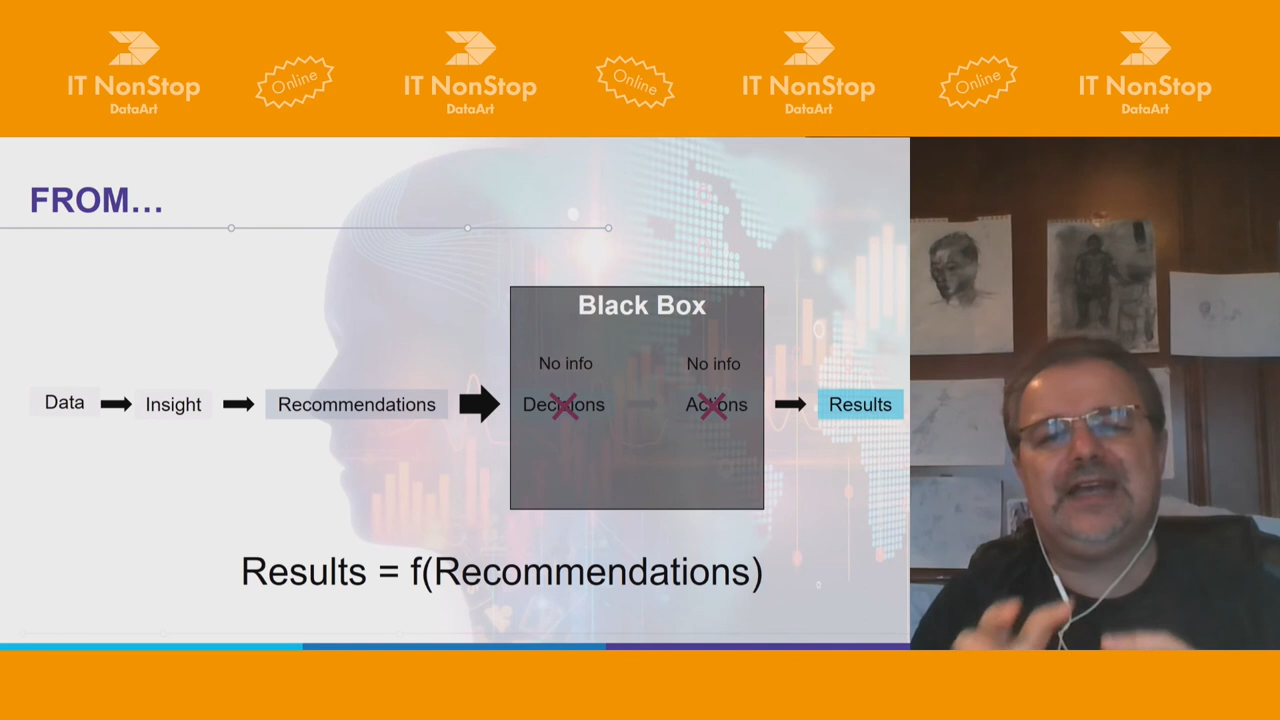 IT NonStop
DataArt
Online
IT NonStop
DataArt
Online
IT NonStop
DataArt
Online
IT NonStop
DataArt
FROM…
Black Box
No info
No info
Data
Insight
Recommendations
Decisions
Actions
Results
Results = f(Recommendations)